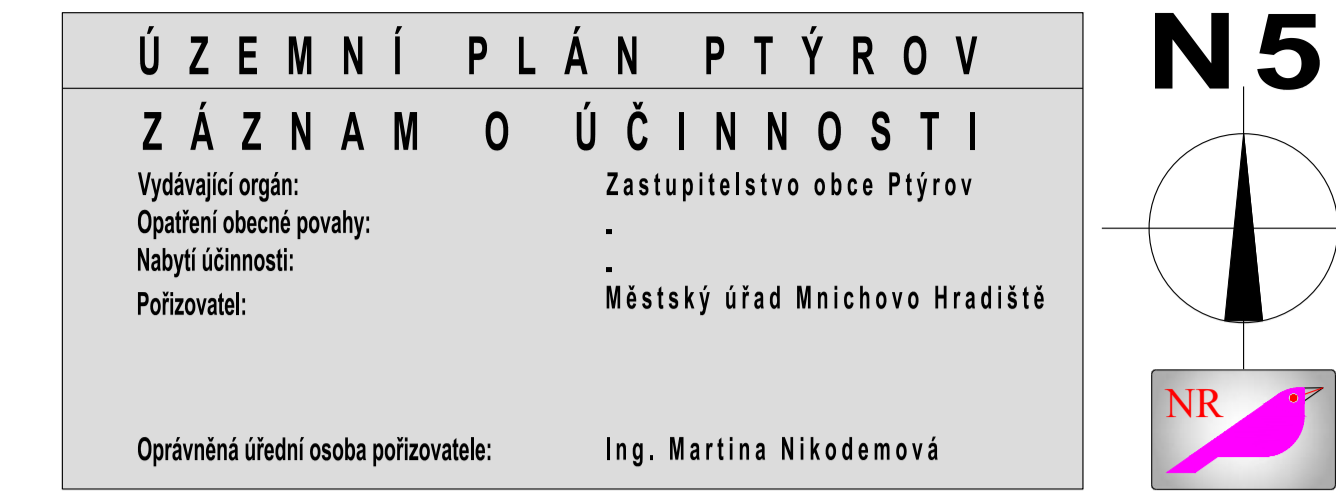 ÚZEMNÍ PLÁN PTÝROV
ZÁZNAM O ÚČINNOSTI
Vydávající orgán: Zastupitelstvo obce Ptýrov
Opatření obecné povahy: -
Nabytí účinnosti: -
Pořizovatel: Městský úřad Mnichovo Hradiště
Oprávněná úřední osoba pořizovatele: Ing. Martina Nikodemová
N5
NR